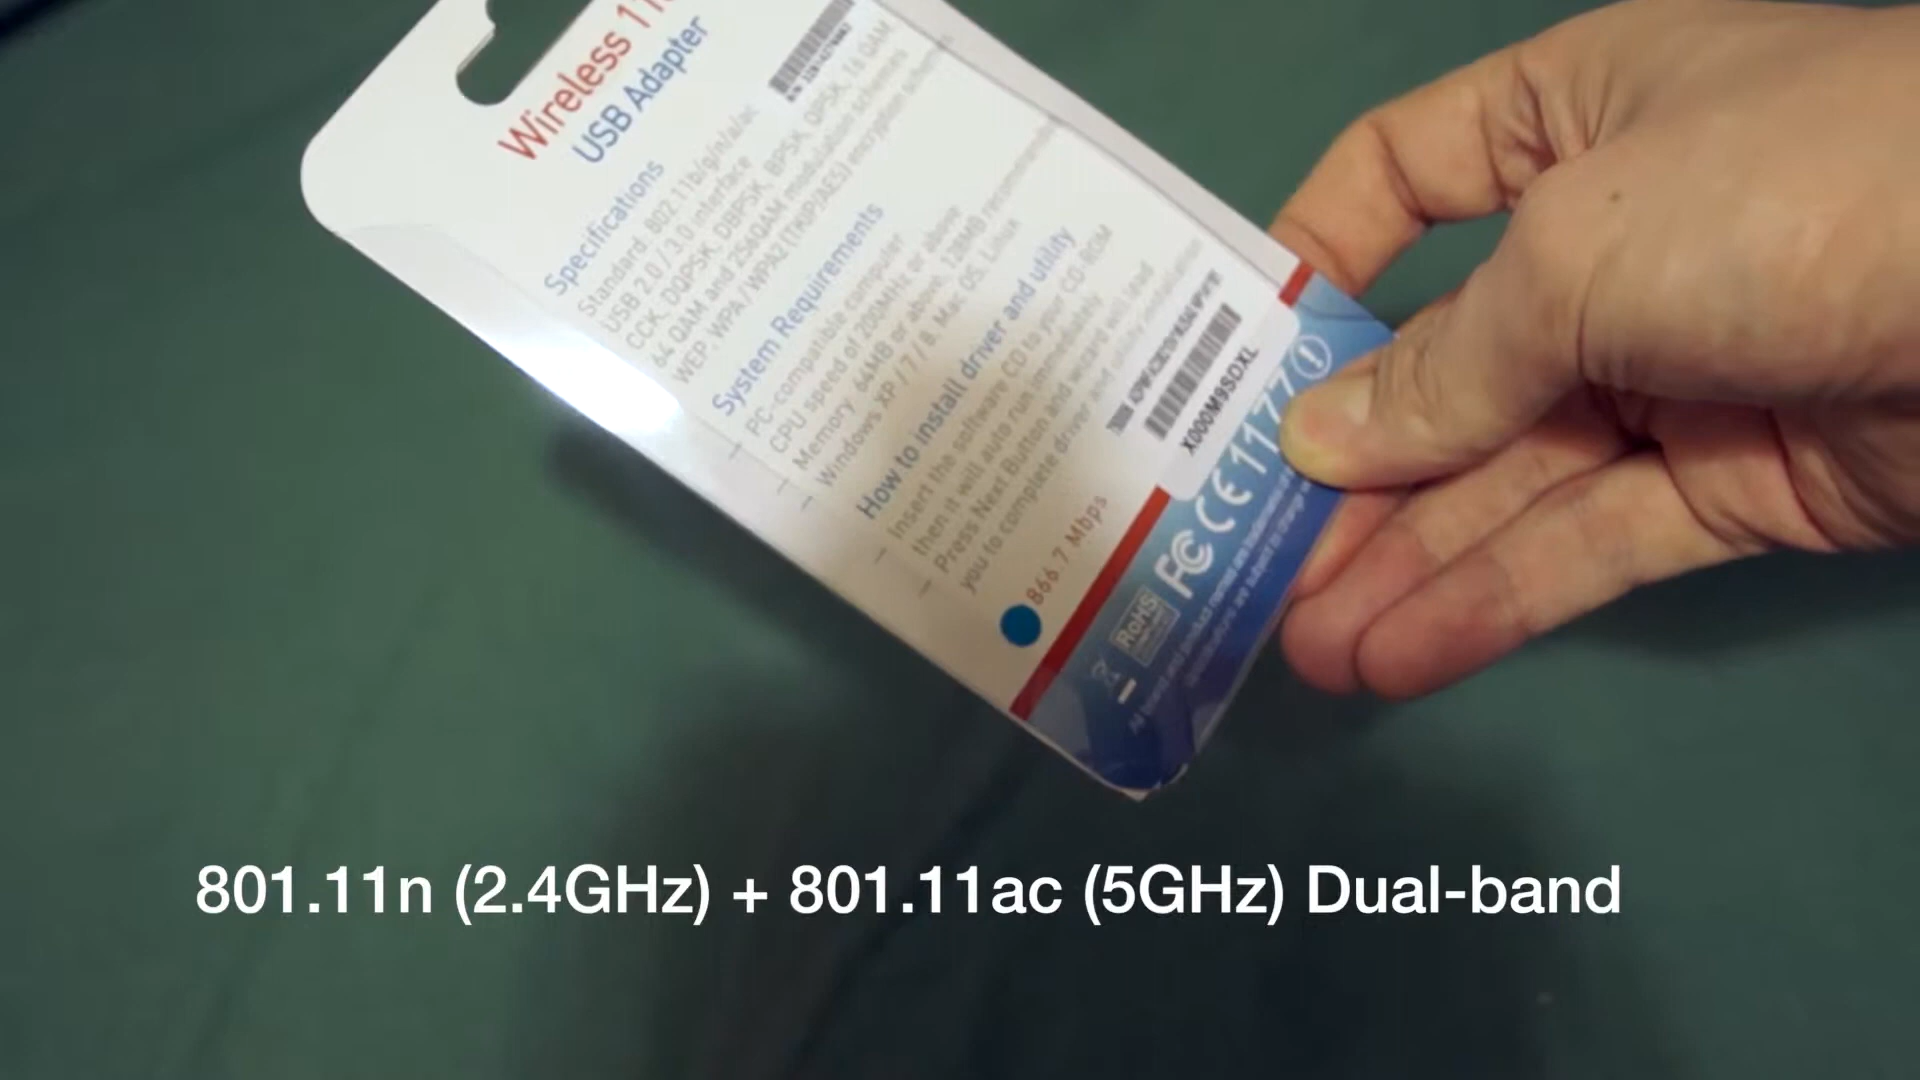 Wireless 11
USB Adapter
Specifications
Standard: 802.11b/g/n/a/ac
USB 2.0 / 3.0 interface
CCK, DQPSK, DBPSK, BPSK, QPSK, 16 QAM
64 QAM and 256QAM modulation schemes
WEP WPA / WPA2 (TKIP/AES) encryption
System Requirements
PC-compatible computer
CPU speed of 200MHz or above
Memory: 64MB or above, 128MB
Windows XP / 7 / 8, Mac OS, Linux
How to install driver and utility
Insert the software CD to your CD-ROM
then it will auto run immediately
Press Next Button and wizard will lead
you to complete driver and utility installation
X000M9SOXL
866.7 Mbps
FC CE1177
RoHS
801.11n (2.4GHz) + 801.11ac (5GHz) Dual-band